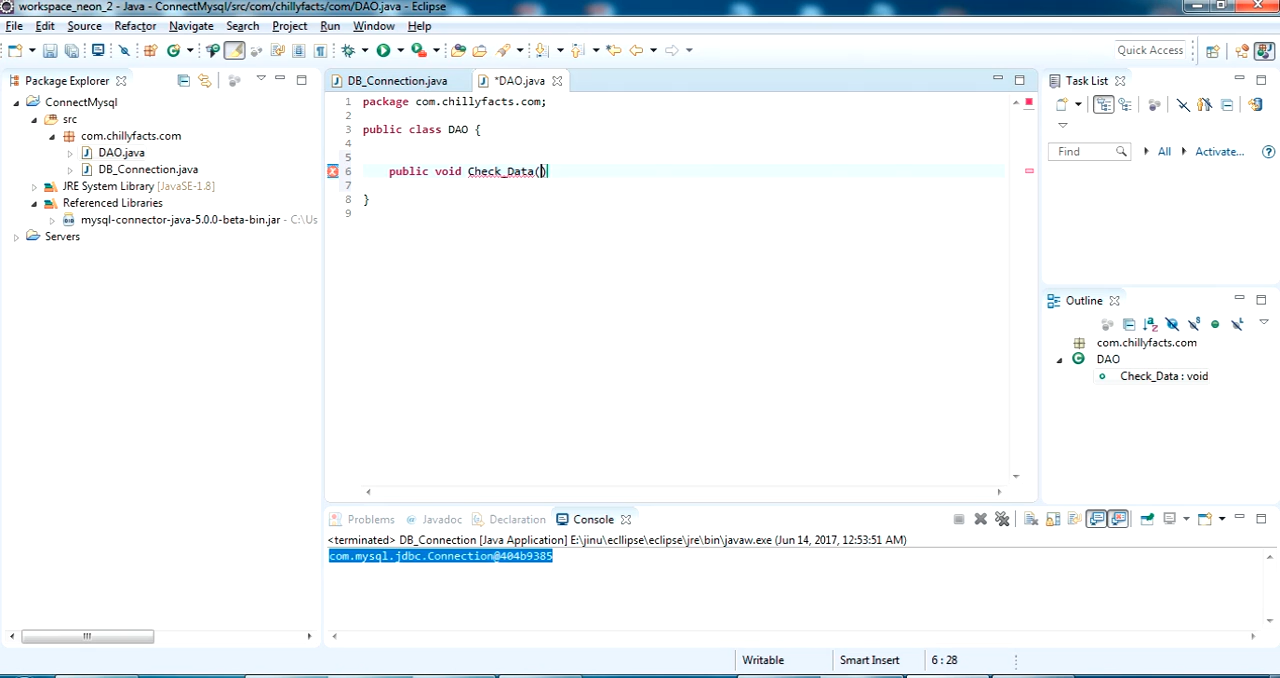 workspace_neon_2 - Java - ConnectMysql/src/com/chillyfacts/com/DAO.java - Eclipse
File Edit Source Refactor Navigate Search Project Run Window Help
Quick Access
Package Explorer
ConnectMysql
src
com.chillyfacts.com
DAO.java
DB_Connection.java
JRE System Library [JavaSE-1.8]
Referenced Libraries
mysql-connector-java-5.0.0-beta-bin.jar - C:\Us
Servers
DB_Connection.java *DAO.java
1 package com.chillyfacts.com;
2
3 public class DAO {
4
5
6 public void Check_Data()
7
8 }
9
Task List
Find All Activate...
Outline
com.chillyfacts.com
DAO
Check_Data : void
Problems Javadoc Declaration Console
<terminated> DB_Connection [Java Application] E:\jinu\ecllipse\eclipse\jre\bin\javaw.exe (Jun 14, 2017, 12:53:51 AM)
com.mysql.jdbc.Connection@404b9385
Writable Smart Insert 6 : 28